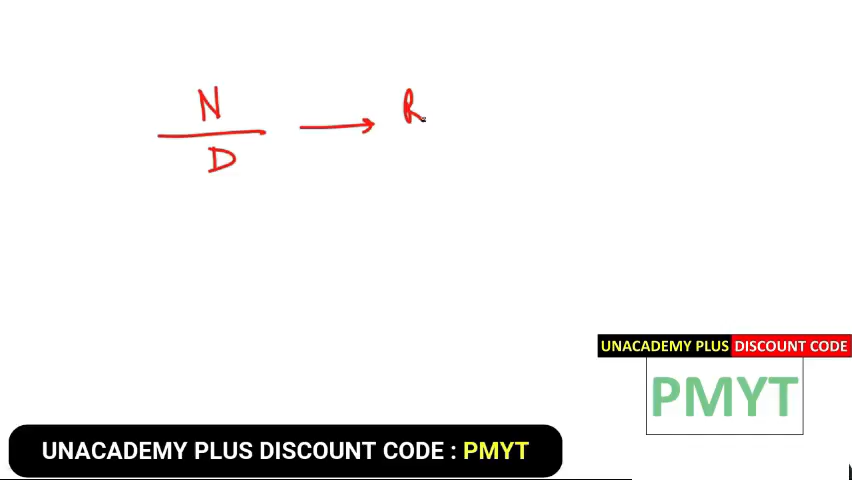 N
D → R
UNACADEMY PLUS DISCOUNT CODE
PMYT
UNACADEMY PLUS DISCOUNT CODE : PMYT